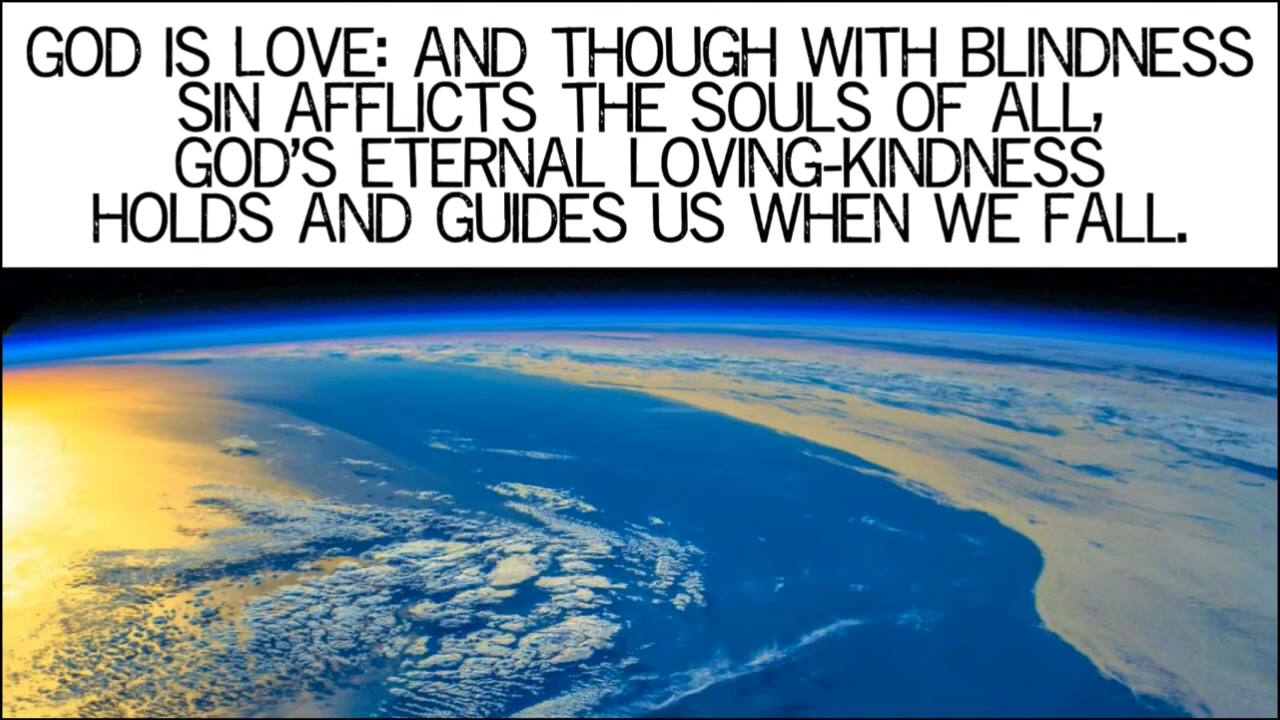 GOD IS LOVE: AND THOUGH WITH BLINDNESS
SIN AFFLICTS THE SOULS OF ALL,
GOD'S ETERNAL LOVING-KINDNESS
HOLDS AND GUIDES US WHEN WE FALL.